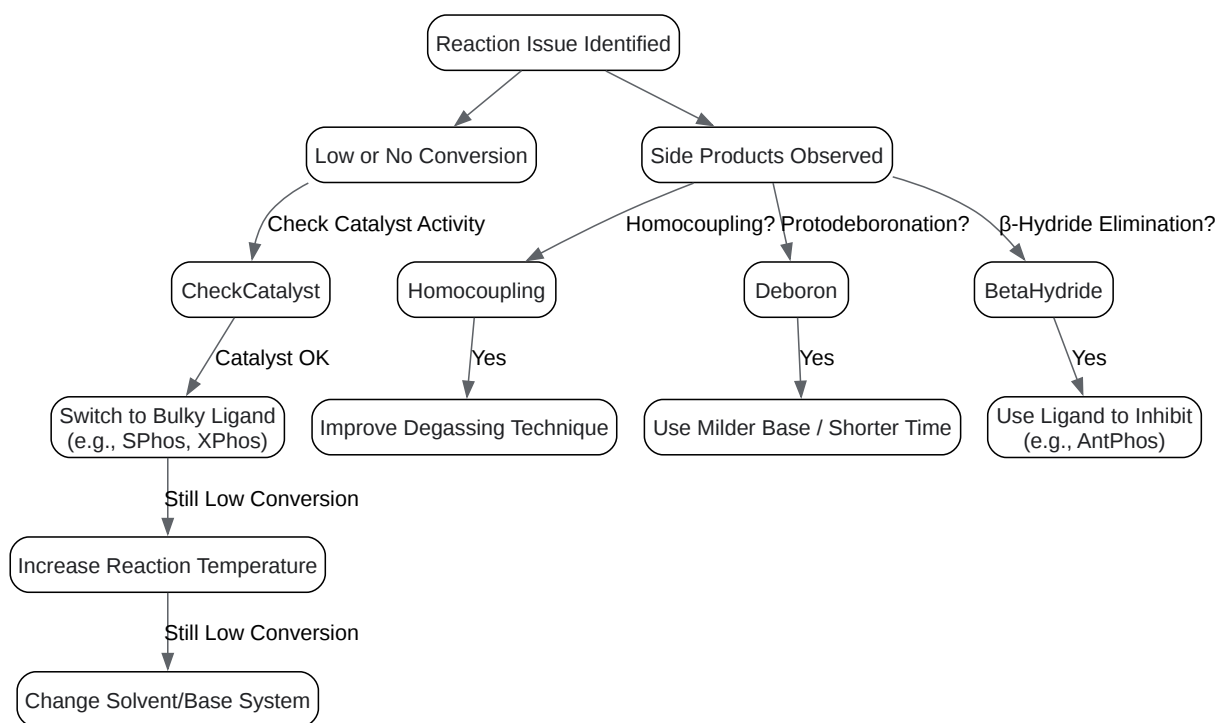 Reaction Issue Identified
Low or No Conversion
Side Products Observed
Check Catalyst Activity
Homocoupling?
Protodeboronation?
β-Hydride Elimination?
CheckCatalyst
Homocoupling
Deboron
BetaHydride
Catalyst OK
Yes
Yes
Yes
Switch to Bulky Ligand
(e.g., SPhos, XPhos)
Improve Degassing Technique
Use Milder Base / Shorter Time
Use Ligand to Inhibit
(e.g., AntPhos)
Still Low Conversion
Increase Reaction Temperature
Still Low Conversion
Change Solvent/Base System